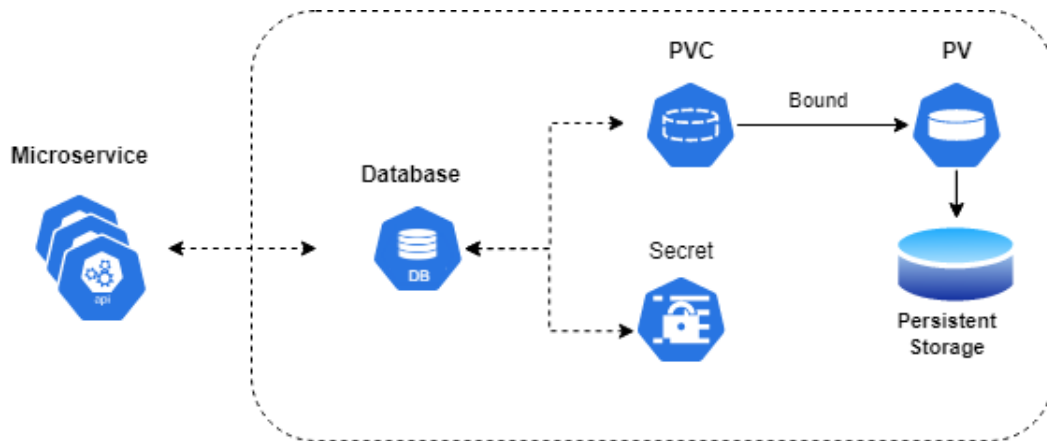 PVC
PV
Bound
Microservice
Database
DB
Secret
api
Persistent
Storage